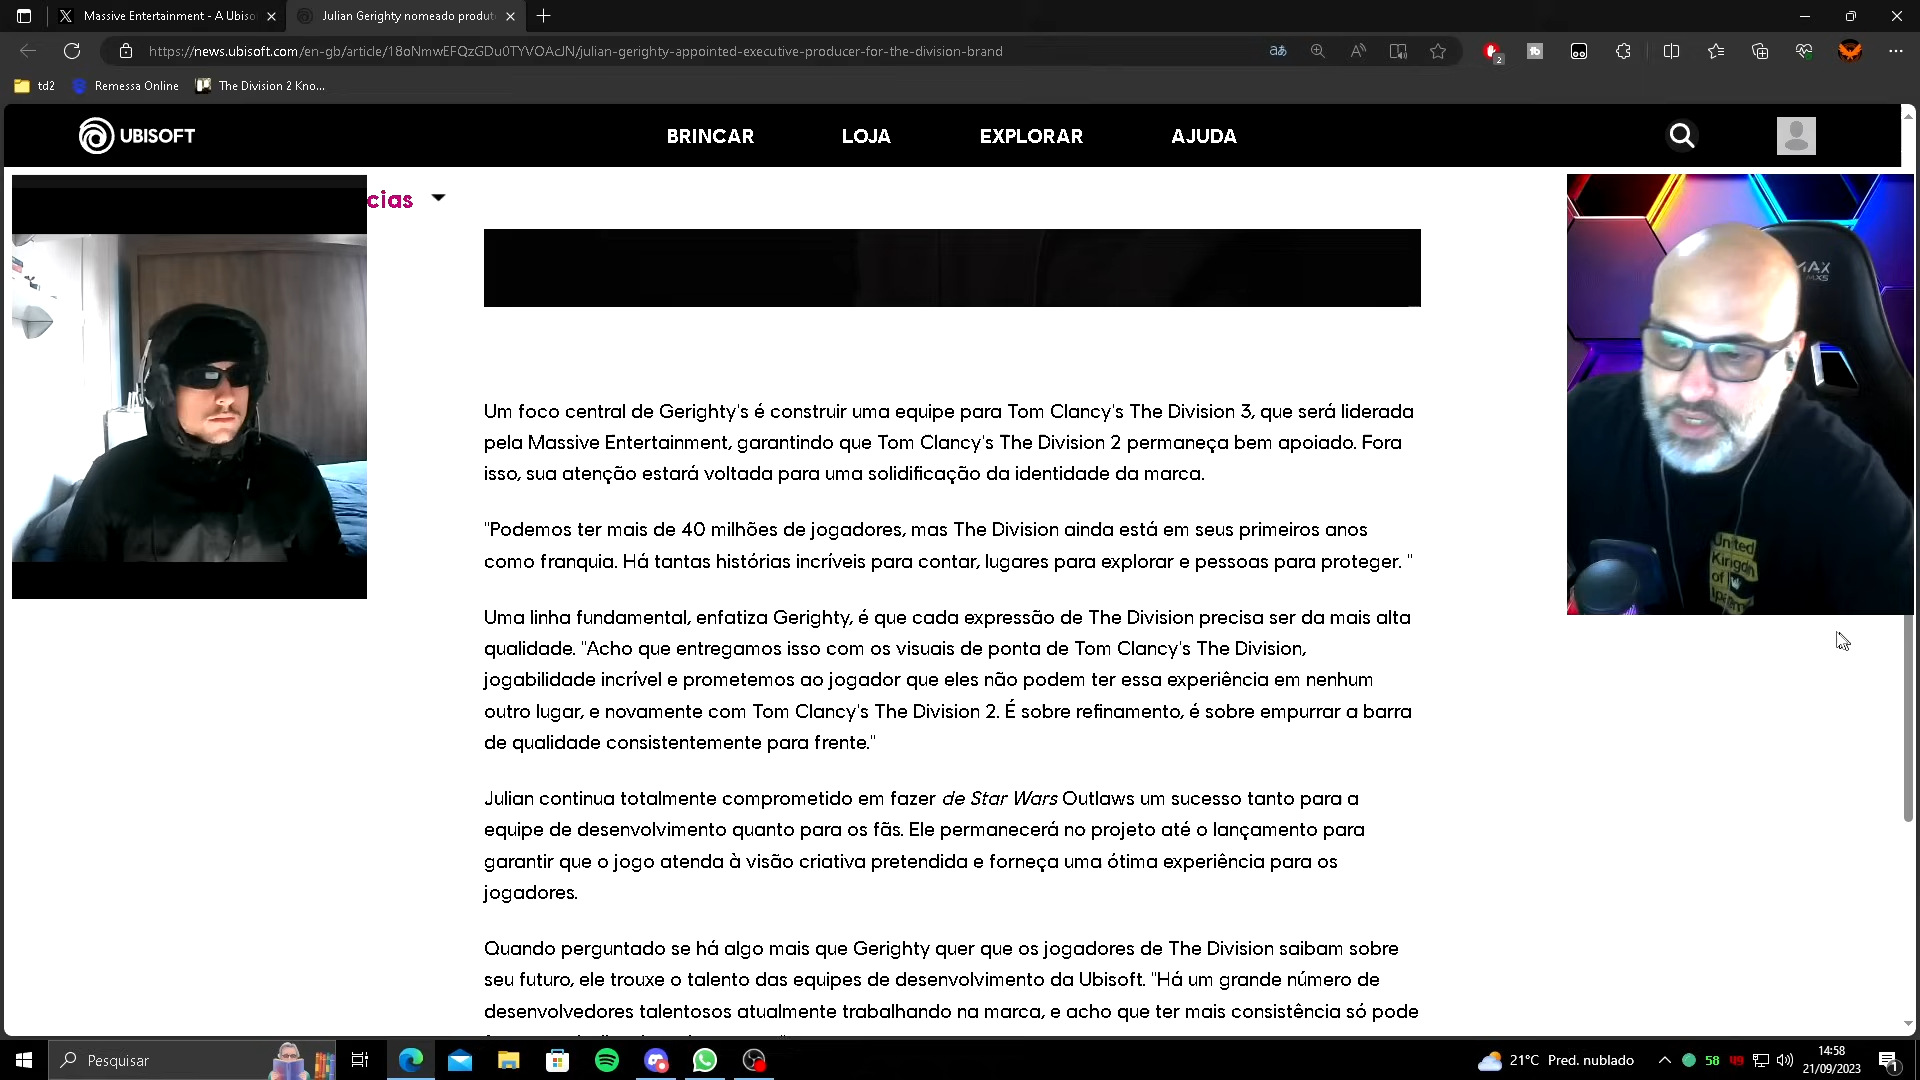 Massive Entertainment - A Ubiso
Julian Gerighty nomeado produt
https://news.ubisoft.com/en-gb/article/18oNmwEFQzGDu0TYVOAcJN/julian-gerighty-appointed-executive-producer-for-the-division-brand
aあ
2
td2
Remessa Online
The Division 2 Kno...
UBISOFT
BRINCAR
LOJA
EXPLORAR
AJUDA
cias
MAX
MX5
Um foco central de Gerighty's é construir uma equipe para Tom Clancy's The Division 3, que será liderada
pela Massive Entertainment, garantindo que Tom Clancy's The Division 2 permaneça bem apoiado. Fora
isso, sua atenção estará voltada para uma solidificação da identidade da marca.
"Podemos ter mais de 40 milhões de jogadores, mas The Division ainda está em seus primeiros anos
como franquia. Há tantas histórias incríveis para contar, lugares para explorar e pessoas para proteger. "
United
of
Uma linha fundamental, enfatiza Gerighty, é que cada expressão de The Division precisa ser da mais alta
qualidade. "Acho que entregamos isso com os visuais de ponta de Tom Clancy's The Division,
jogabilidade incrível e prometemos ao jogador que eles não podem ter essa experiência em nenhum
outro lugar, e novamente com Tom Clancy's The Division 2. É sobre refinamento, é sobre empurrar a barra
de qualidade consistentemente para frente."
Julian continua totalmente comprometido em fazer de Star Wars Outlaws um sucesso tanto para a
equipe de desenvolvimento quanto para os fãs. Ele permanecerá no projeto até o lançamento para
garantir que o jogo atenda à visão criativa pretendida e forneça uma ótima experiência para os
jogadores.
Quando perguntado se há algo mais que Gerighty quer que os jogadores de The Division saibam sobre
seu futuro, ele trouxe o talento das equipes de desenvolvimento da Ubisoft. "Há um grande número de
desenvolvedores talentosos atualmente trabalhando na marca, e acho que ter mais consistência só pode
Pesquisar
21°C Pred. nublado
58
49
14:58
21/09/2023
1